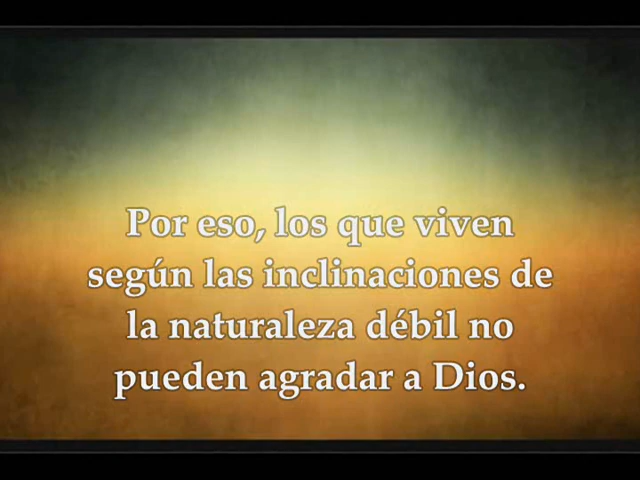 Por eso, los que viven
según las inclinaciones de
la naturaleza débil no
pueden agradar a Dios.